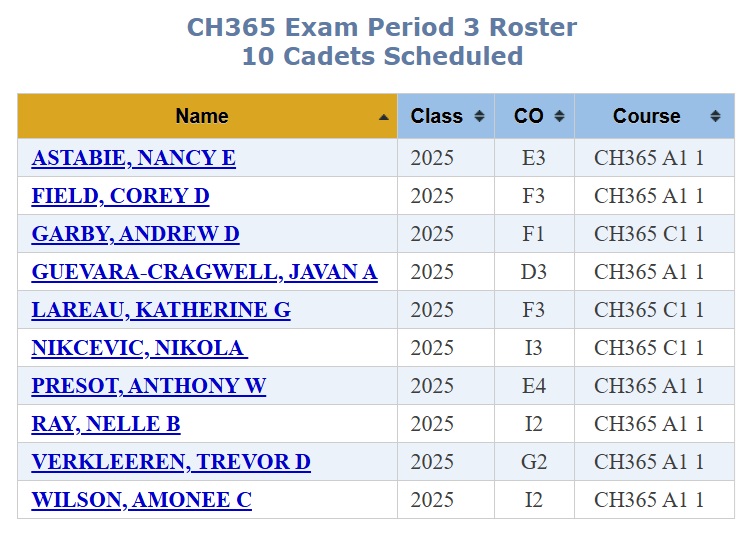 CH365 Exam Period 3 Roster
10 Cadets Scheduled
Name Class CO Course
ASTABIE, NANCY E 2025 E3 CH365 A1 1
FIELD, COREY D 2025 F3 CH365 A1 1
GARBY, ANDREW D 2025 F1 CH365 C1 1
GUEVARA-CRAGWELL, JAVAN A 2025 D3 CH365 A1 1
LAREAU, KATHERINE G 2025 F3 CH365 C1 1
NIKCEVIC, NIKOLA 2025 I3 CH365 C1 1
PRESOT, ANTHONY W 2025 E4 CH365 A1 1
RAY, NELLE B 2025 I2 CH365 A1 1
VERKLEEREN, TREVOR D 2025 G2 CH365 A1 1
WILSON, AMONEE C 2025 I2 CH365 A1 1